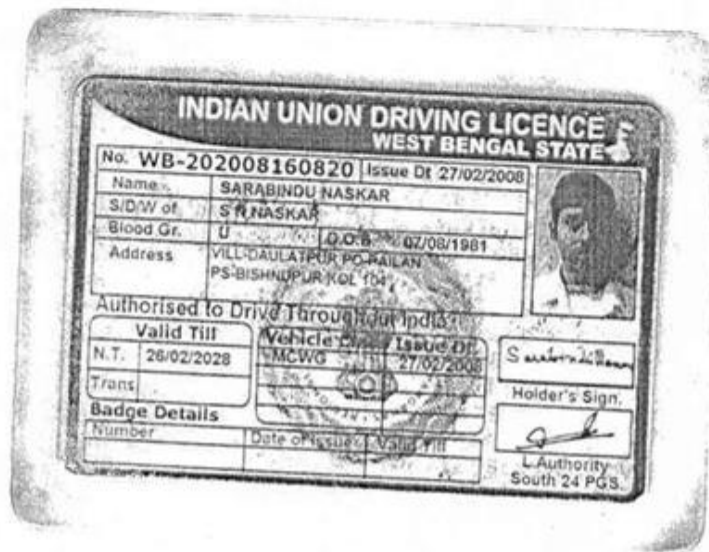 INDIAN UNION DRIVING LICENCE
WEST BENGAL STATE
No. WB-202008160820 Issue Dt 27/02/2008
Name SARABINDU NASKAR
S/D/W of S N NASKAR
Blood Gr. U D.O.B. 07/08/1981
Address VILL-DAULATPUR PO-PAILAN
PS-BISHNUPUR KOL 104
Authorised to Drive Throughout India
Valid Till Vehicle Class Issue Dt.
N.T. 26/02/2028 MCWG 27/02/2008
Trans
Holder's Sign.
Badge Details
Number Date of Issue Valid Till
L.Authority
South 24 PGS.